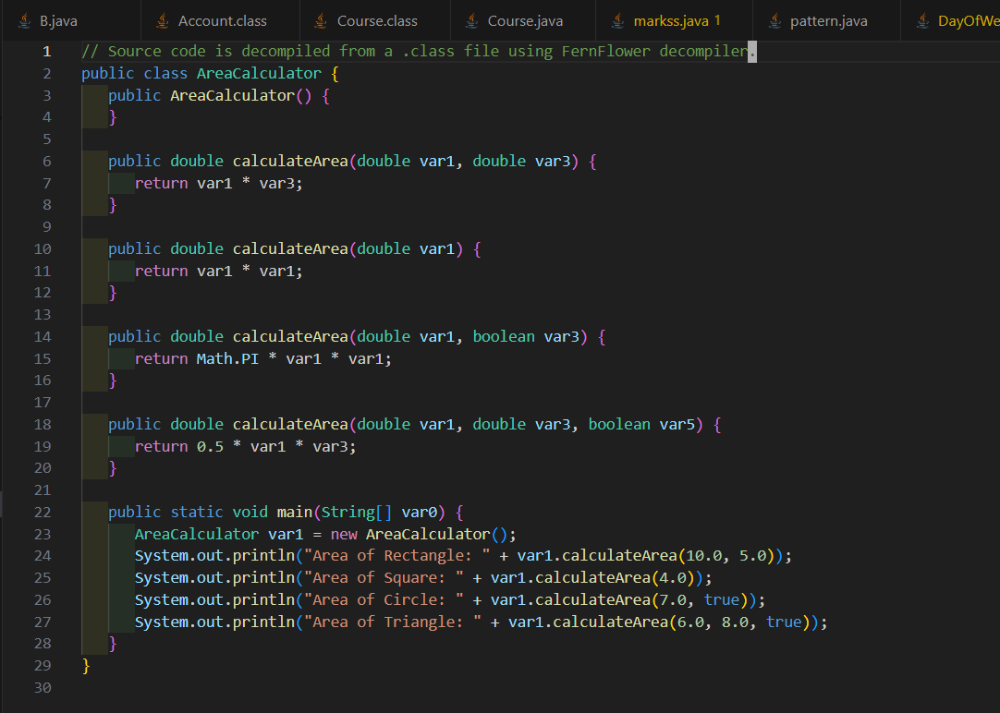 B.java Account.class Course.class Course.java markss.java 1 pattern.java DayOfWe
1 // Source code is decompiled from a .class file using FernFlower decompiler.
2 public class AreaCalculator {
3    public AreaCalculator() {
4    }
5
6    public double calculateArea(double var1, double var3) {
7       return var1 * var3;
8    }
9
10    public double calculateArea(double var1) {
11       return var1 * var1;
12    }
13
14    public double calculateArea(double var1, boolean var3) {
15       return Math.PI * var1 * var1;
16    }
17
18    public double calculateArea(double var1, double var3, boolean var5) {
19       return 0.5 * var1 * var3;
20    }
21
22    public static void main(String[] var0) {
23       AreaCalculator var1 = new AreaCalculator();
24       System.out.println("Area of Rectangle: " + var1.calculateArea(10.0, 5.0));
25       System.out.println("Area of Square: " + var1.calculateArea(4.0));
26       System.out.println("Area of Circle: " + var1.calculateArea(7.0, true));
27       System.out.println("Area of Triangle: " + var1.calculateArea(6.0, 8.0, true));
28    }
29 }
30